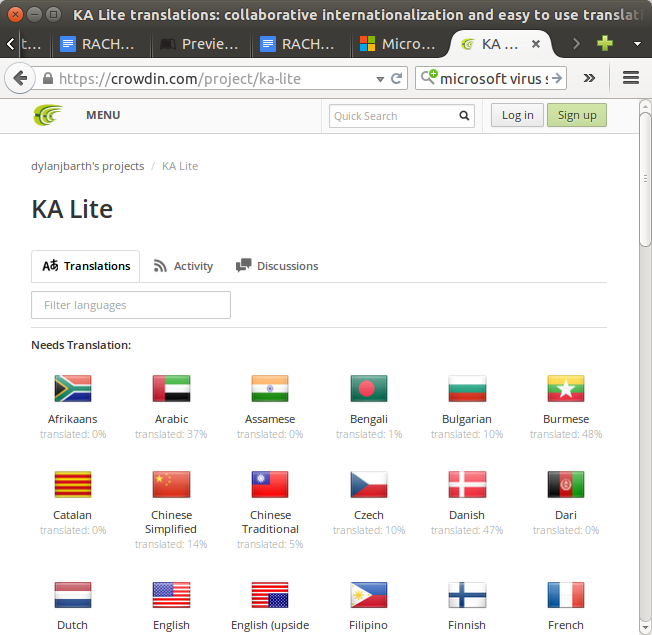 KA Lite translations: collaborative internationalization and easy to use translati
t... RACH... Previe... RACH... Micro... KA ...
https://crowdin.com/project/ka-lite microsoft virus s
MENU Quick Search Log in Sign up
dylanjbarth's projects / KA Lite
KA Lite
Translations Activity Discussions
Filter languages
Needs Translation:
Afrikaans Arabic Assamese Bengali Bulgarian Burmese
translated: 0% translated: 37% translated: 0% translated: 1% translated: 10% translated: 48%
Catalan Chinese Chinese Czech Danish Dari
translated: 0% Simplified Traditional translated: 10% translated: 47% translated: 0%
translated: 14% translated: 5%
Dutch English English (upside Filipino Finnish French